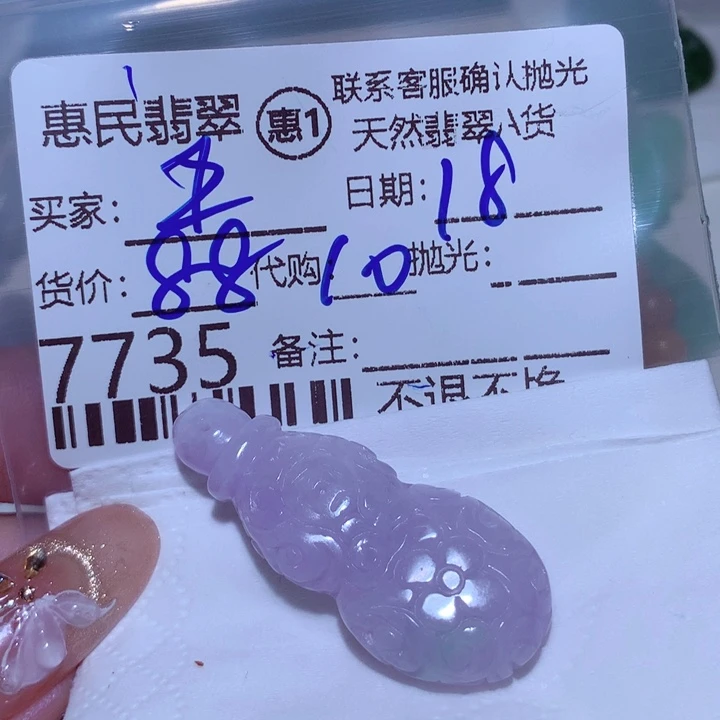 惠民翡翠 惠1 联系客服确认抛光
天然翡翠八货
买家： 日期：18
货价：88 代购：10 抛光：
7735 备注：
不退不换